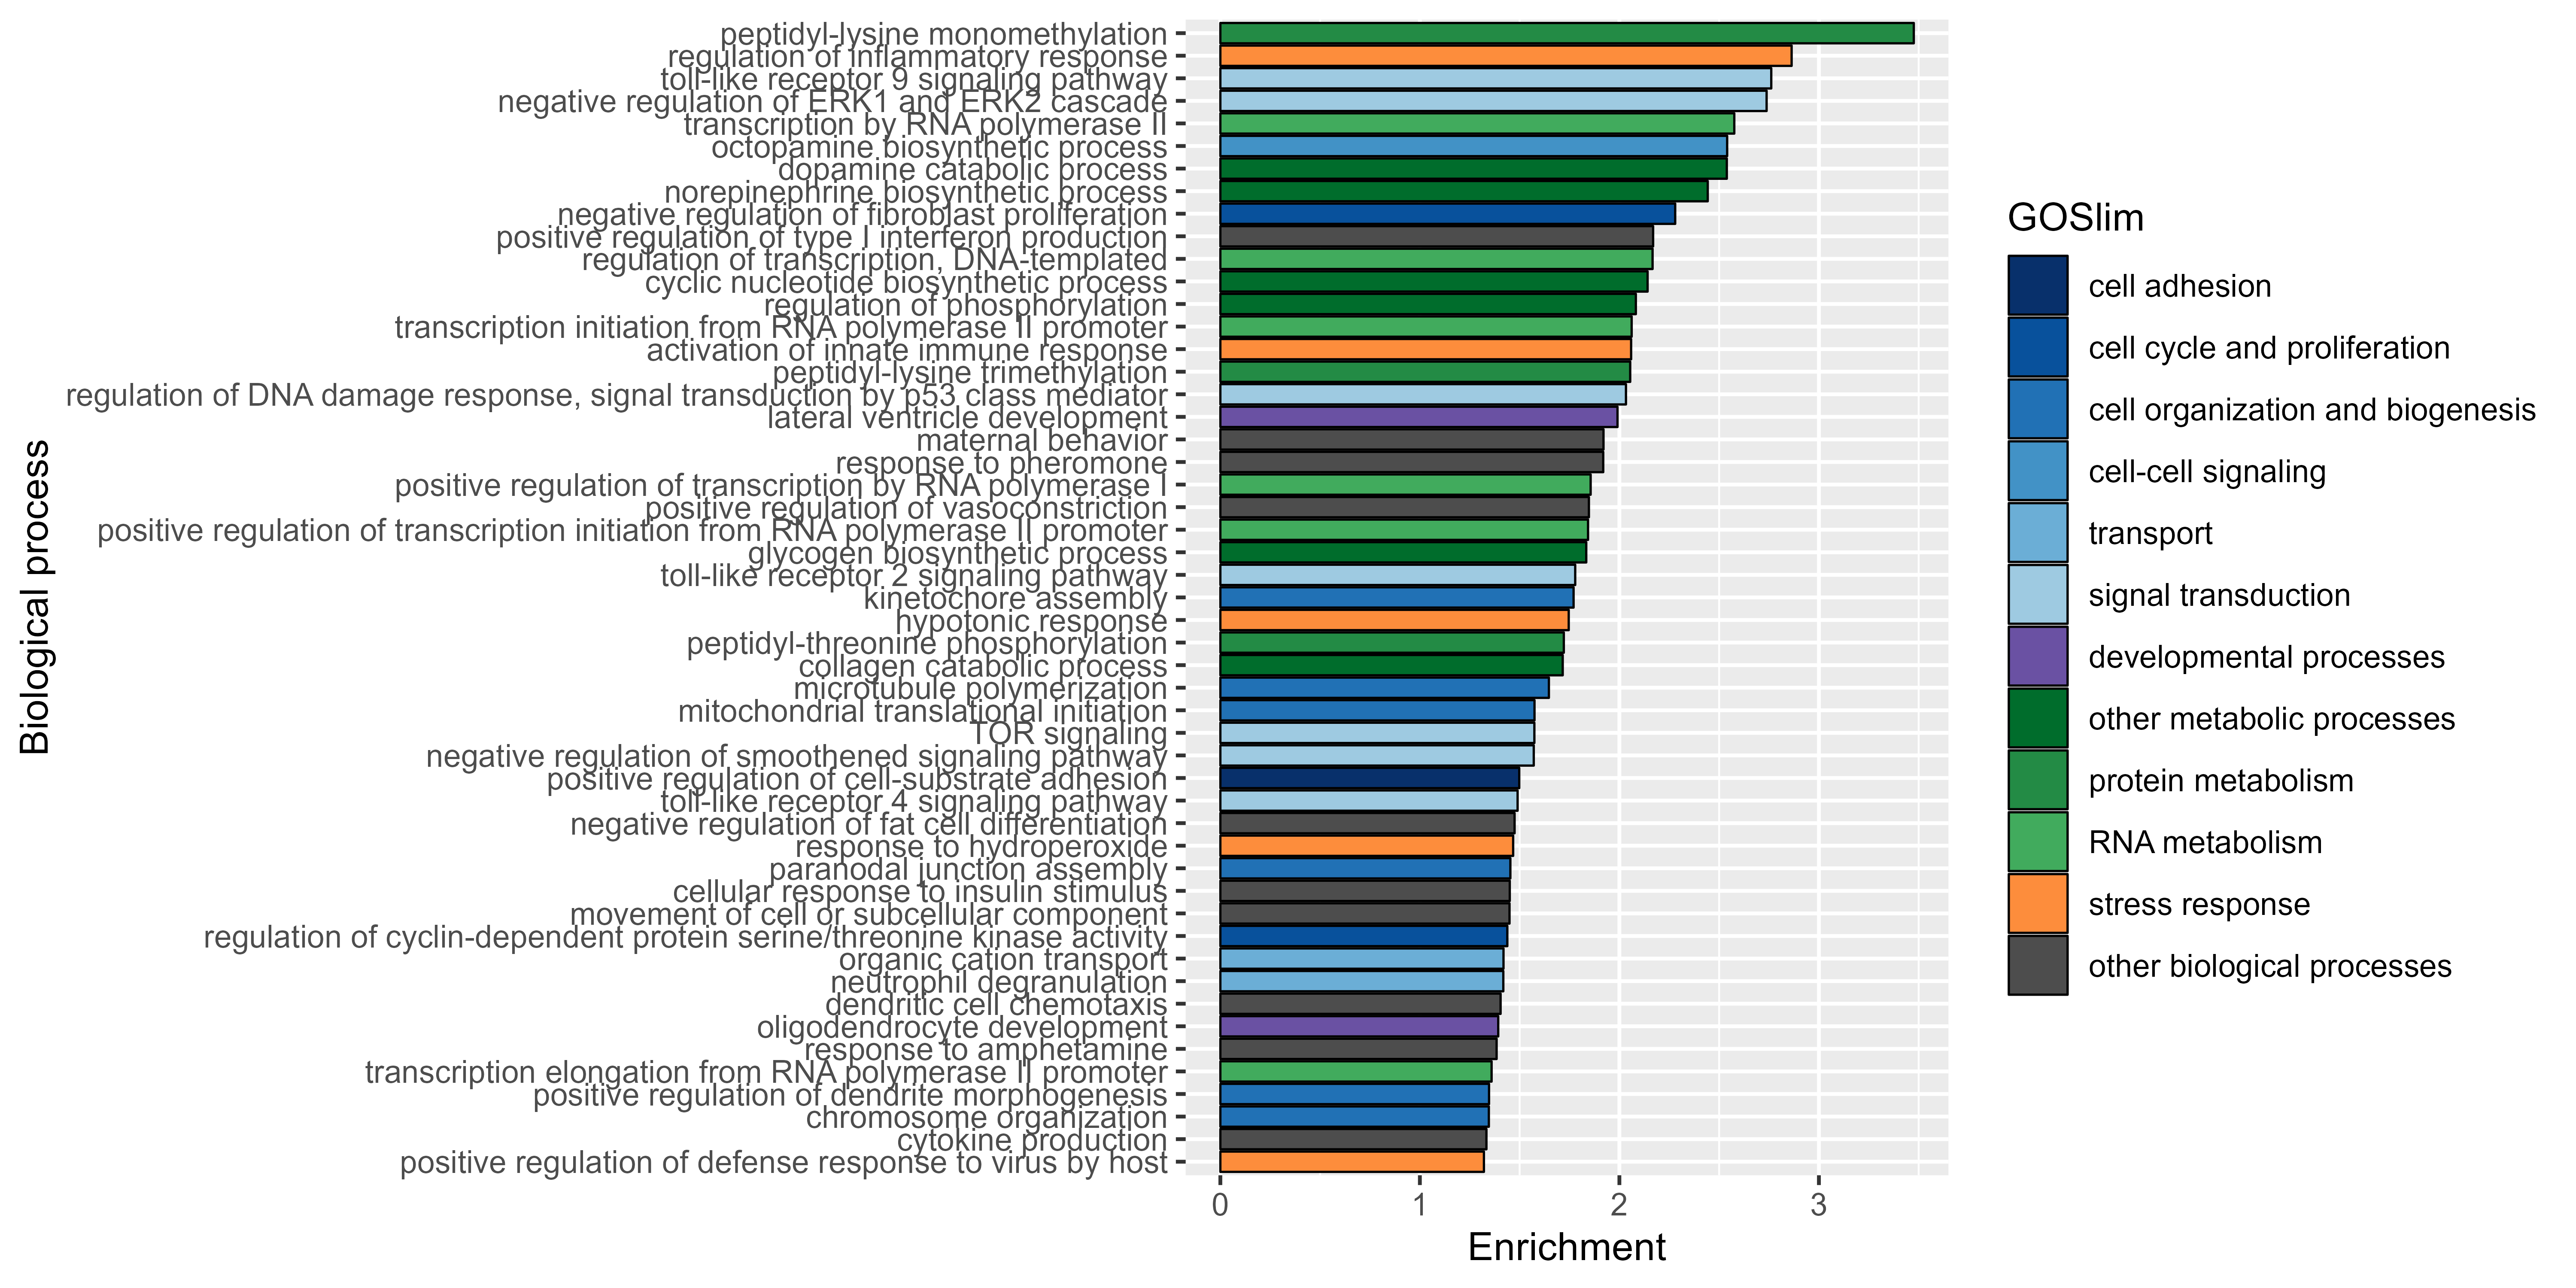 Biological process
peptidyl-lysine monomethylation
regulation of inflammatory response
toll-like receptor 9 signaling pathway
negative regulation of ERK1 and ERK2 cascade
transcription by RNA polymerase II
octopamine biosynthetic process
dopamine catabolic process
norepinephrine biosynthetic process
negative regulation of fibroblast proliferation
positive regulation of type I interferon production
regulation of transcription, DNA-templated
cyclic nucleotide biosynthetic process
regulation of phosphorylation
transcription initiation from RNA polymerase II promoter
activation of innate immune response
peptidyl-lysine trimethylation
regulation of DNA damage response, signal transduction by p53 class mediator
lateral ventricle development
maternal behavior
response to pheromone
positive regulation of transcription by RNA polymerase I
positive regulation of vasoconstriction
positive regulation of transcription initiation from RNA polymerase II promoter
glycogen biosynthetic process
toll-like receptor 2 signaling pathway
kinetochore assembly
hypotonic response
peptidyl-threonine phosphorylation
collagen catabolic process
microtubule polymerization
mitochondrial translational initiation
TOR signaling
negative regulation of smoothened signaling pathway
positive regulation of cell-substrate adhesion
toll-like receptor 4 signaling pathway
negative regulation of fat cell differentiation
response to hydroperoxide
paranodal junction assembly
cellular response to insulin stimulus
movement of cell or subcellular component
regulation of cyclin-dependent protein serine/threonine kinase activity
organic cation transport
neutrophil degranulation
dendritic cell chemotaxis
oligodendrocyte development
response to amphetamine
transcription elongation from RNA polymerase II promoter
positive regulation of dendrite morphogenesis
chromosome organization
cytokine production
positive regulation of defense response to virus by host
0 1 2 3
Enrichment
GOSlim
cell adhesion
cell cycle and proliferation
cell organization and biogenesis
cell-cell signaling
transport
signal transduction
developmental processes
other metabolic processes
protein metabolism
RNA metabolism
stress response
other biological processes